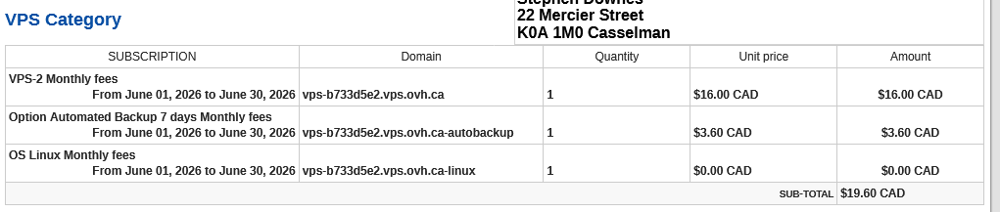 Stephen Downes
VPS Category
22 Mercier Street
K0A 1M0 Casselman
SUBSCRIPTION Domain Quantity Unit price Amount
VPS-2 Monthly fees
From June 01, 2026 to June 30, 2026 vps-b733d5e2.vps.ovh.ca 1 $16.00 CAD $16.00 CAD
Option Automated Backup 7 days Monthly fees
From June 01, 2026 to June 30, 2026 vps-b733d5e2.vps.ovh.ca-autobackup 1 $3.60 CAD $3.60 CAD
OS Linux Monthly fees
From June 01, 2026 to June 30, 2026 vps-b733d5e2.vps.ovh.ca-linux 1 $0.00 CAD $0.00 CAD
SUB-TOTAL $19.60 CAD